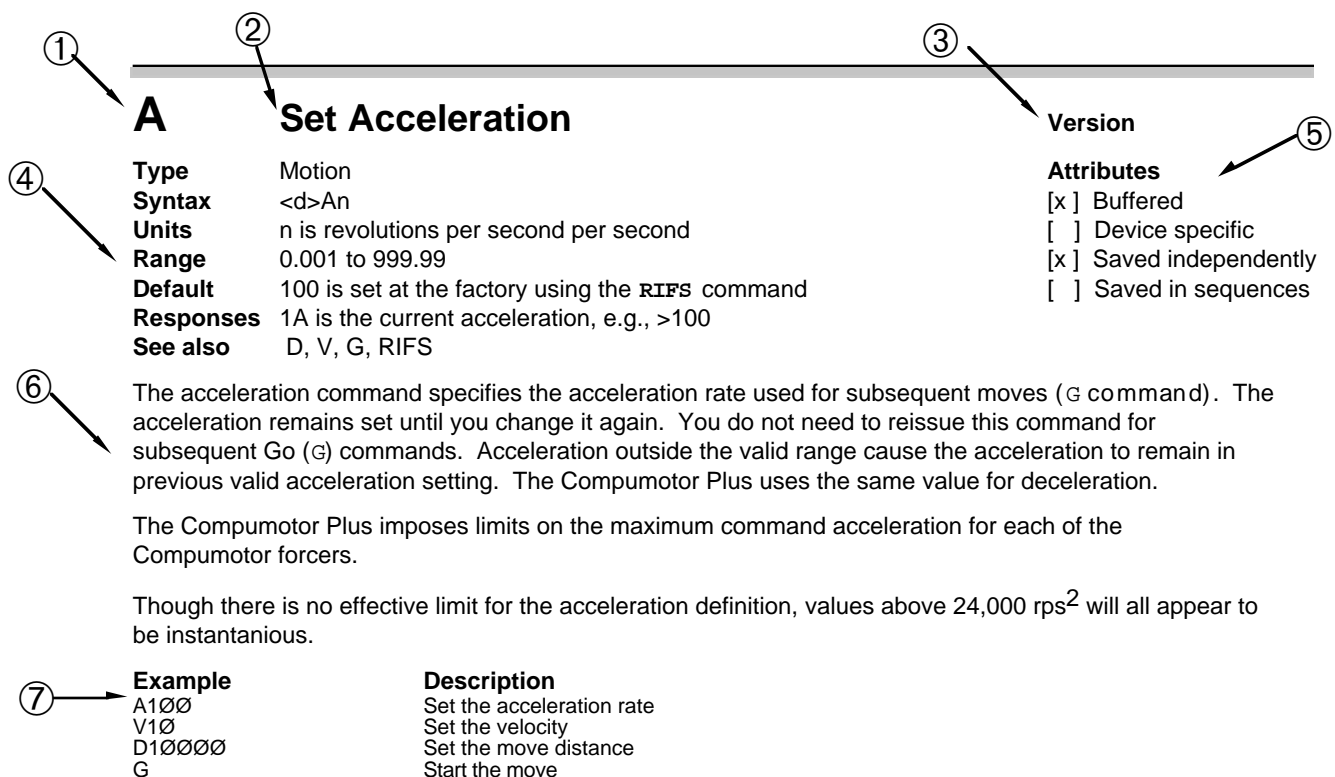 ① ② ③
A Set Acceleration Version
⑤
④
Type Motion Attributes
Syntax <d>An [x ] Buffered
Units n is revolutions per second per second [ ] Device specific
Range 0.001 to 999.99 [x ] Saved independently
Default 100 is set at the factory using the RIFS command [ ] Saved in sequences
Responses 1A is the current acceleration, e.g., >100
See also D, V, G, RIFS
⑥
The acceleration command specifies the acceleration rate used for subsequent moves (G command). The
acceleration remains set until you change it again. You do not need to reissue this command for
subsequent Go (G) commands. Acceleration outside the valid range cause the acceleration to remain in
previous valid acceleration setting. The Compumotor Plus uses the same value for deceleration.
The Compumotor Plus imposes limits on the maximum command acceleration for each of the
Compumotor forcers.
Though there is no effective limit for the acceleration definition, values above 24,000 rps² will all appear to
be instantanious.
⑦
Example Description
A1ØØ Set the acceleration rate
V1Ø Set the velocity
D1ØØØØ Set the move distance
G Start the move